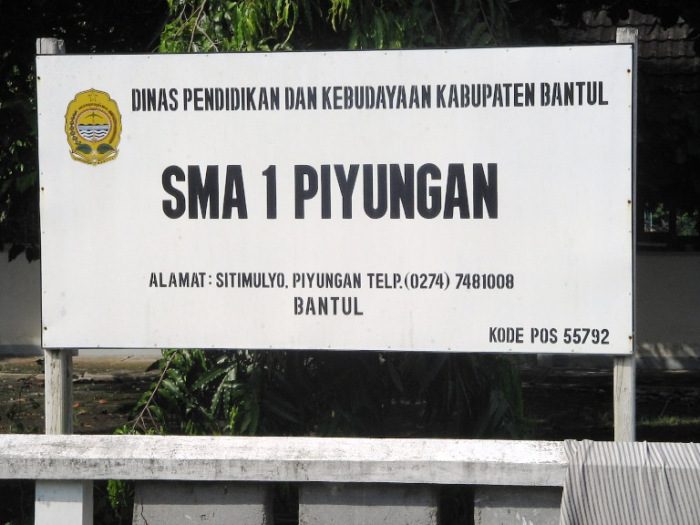 DINAS PENDIDIKAN DAN KEBUDAYAAN KABUPATEN BANTUL
SMA 1 PIYUNGAN
ALAMAT: SITIMULYO, PIYUNGAN TELP.(0274) 7481008
BANTUL
KODE POS 55792